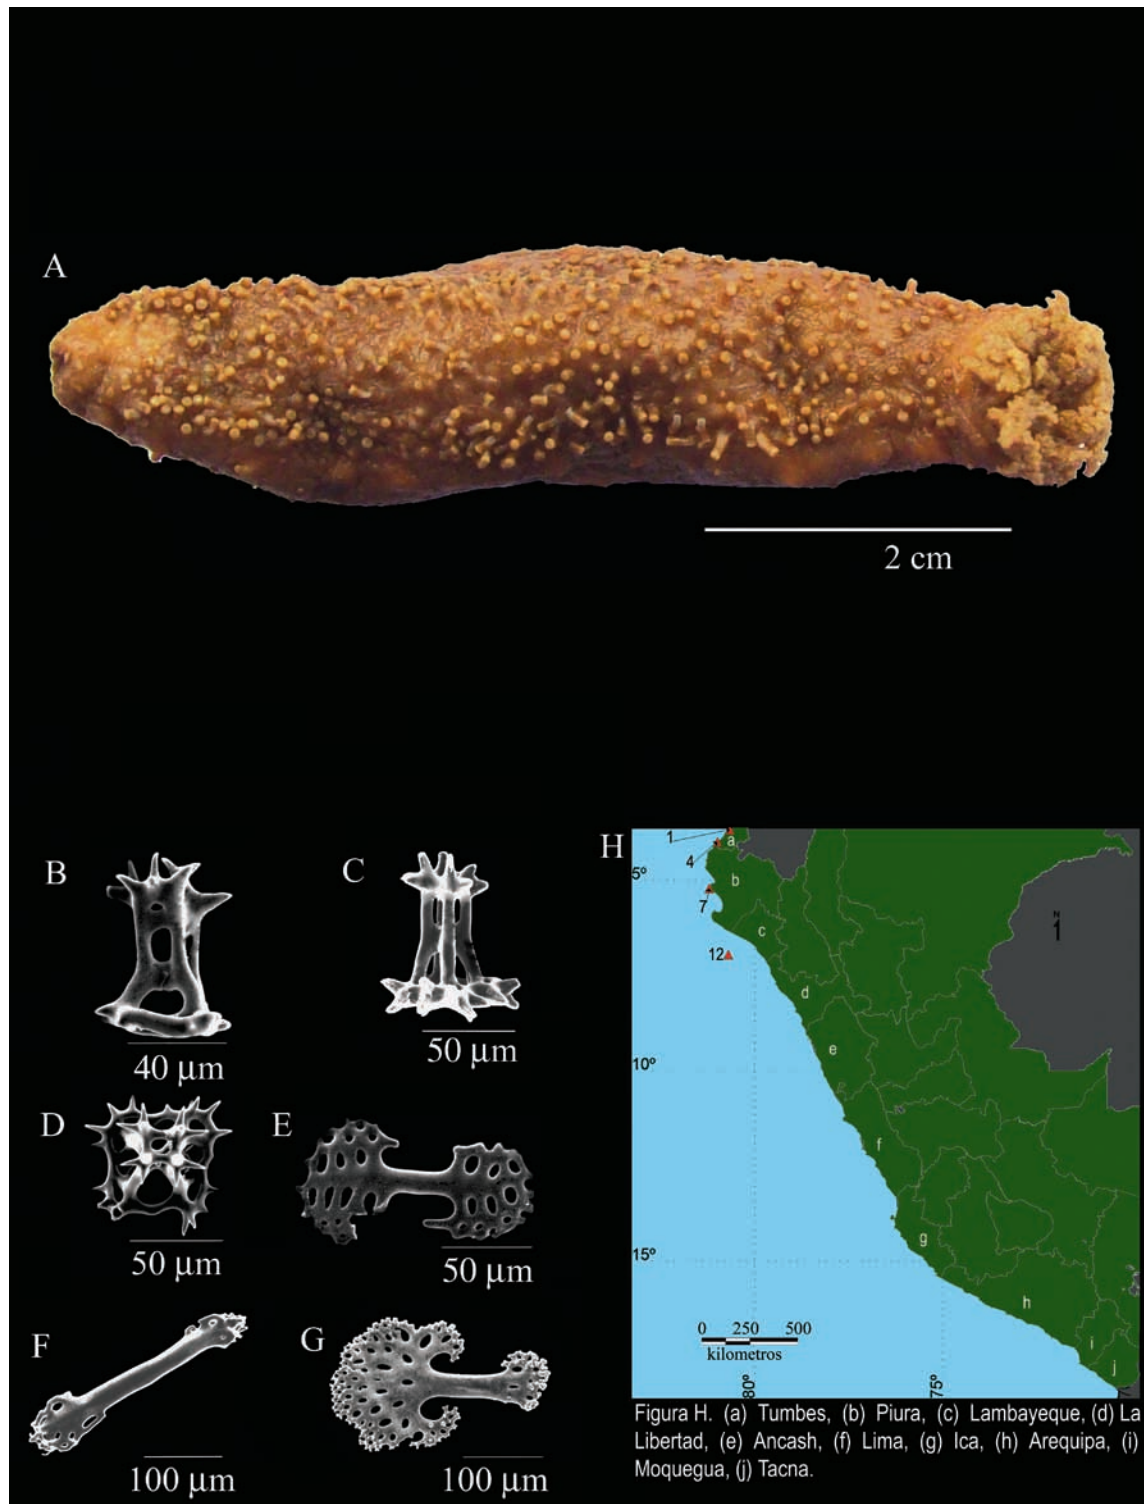 A
2 cm
B
40 µm
C
50 µm
D
50 µm
E
50 µm
F
100 µm
G
100 µm
H
1
4
7
12
5º
10º
15º
a
b
c
d
e
f
g
h
i
j
N
0 250 500
kilometros
80º
75º
Figura H. (a) Tumbes, (b) Piura, (c) Lambayeque, (d) La
Libertad, (e) Ancash, (f) Lima, (g) Ica, (h) Arequipa, (i)
Moquegua, (j) Tacna.